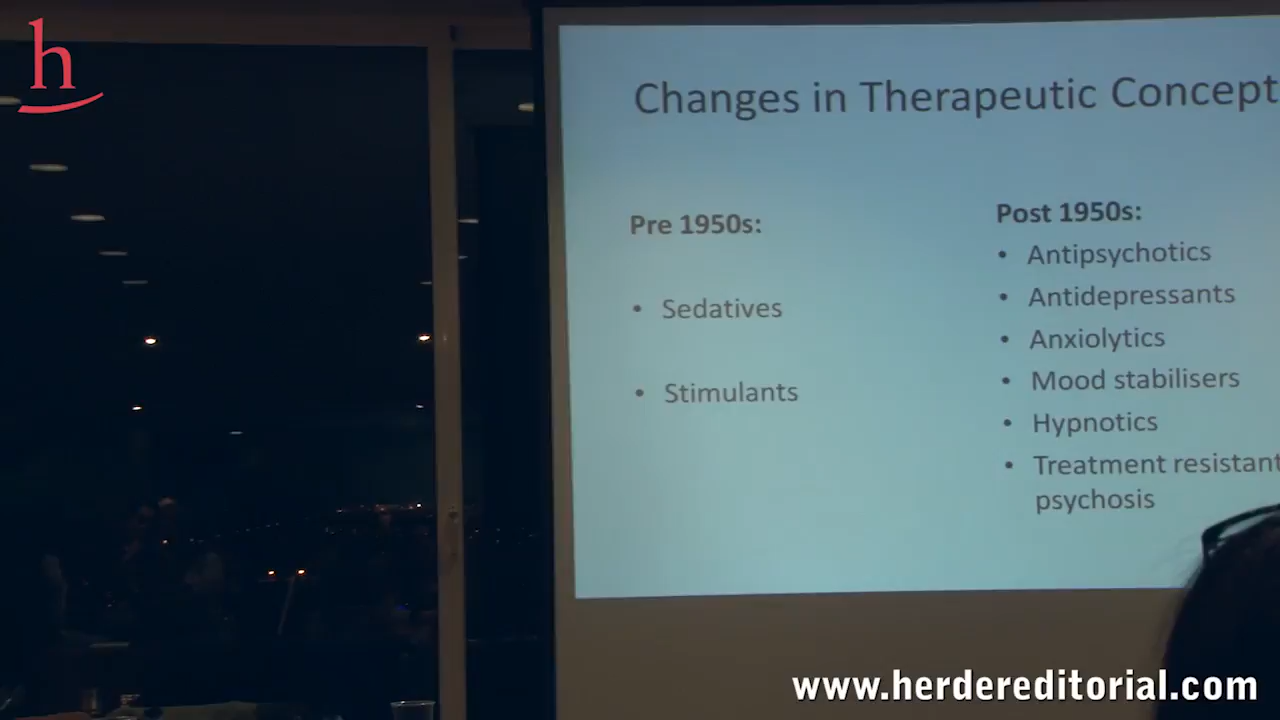 h
Changes in Therapeutic Concept
Pre 1950s:
• Sedatives
• Stimulants
Post 1950s:
• Antipsychotics
• Antidepressants
• Anxiolytics
• Mood stabilisers
• Hypnotics
• Treatment resistant
psychosis
www.herdereditorial.com